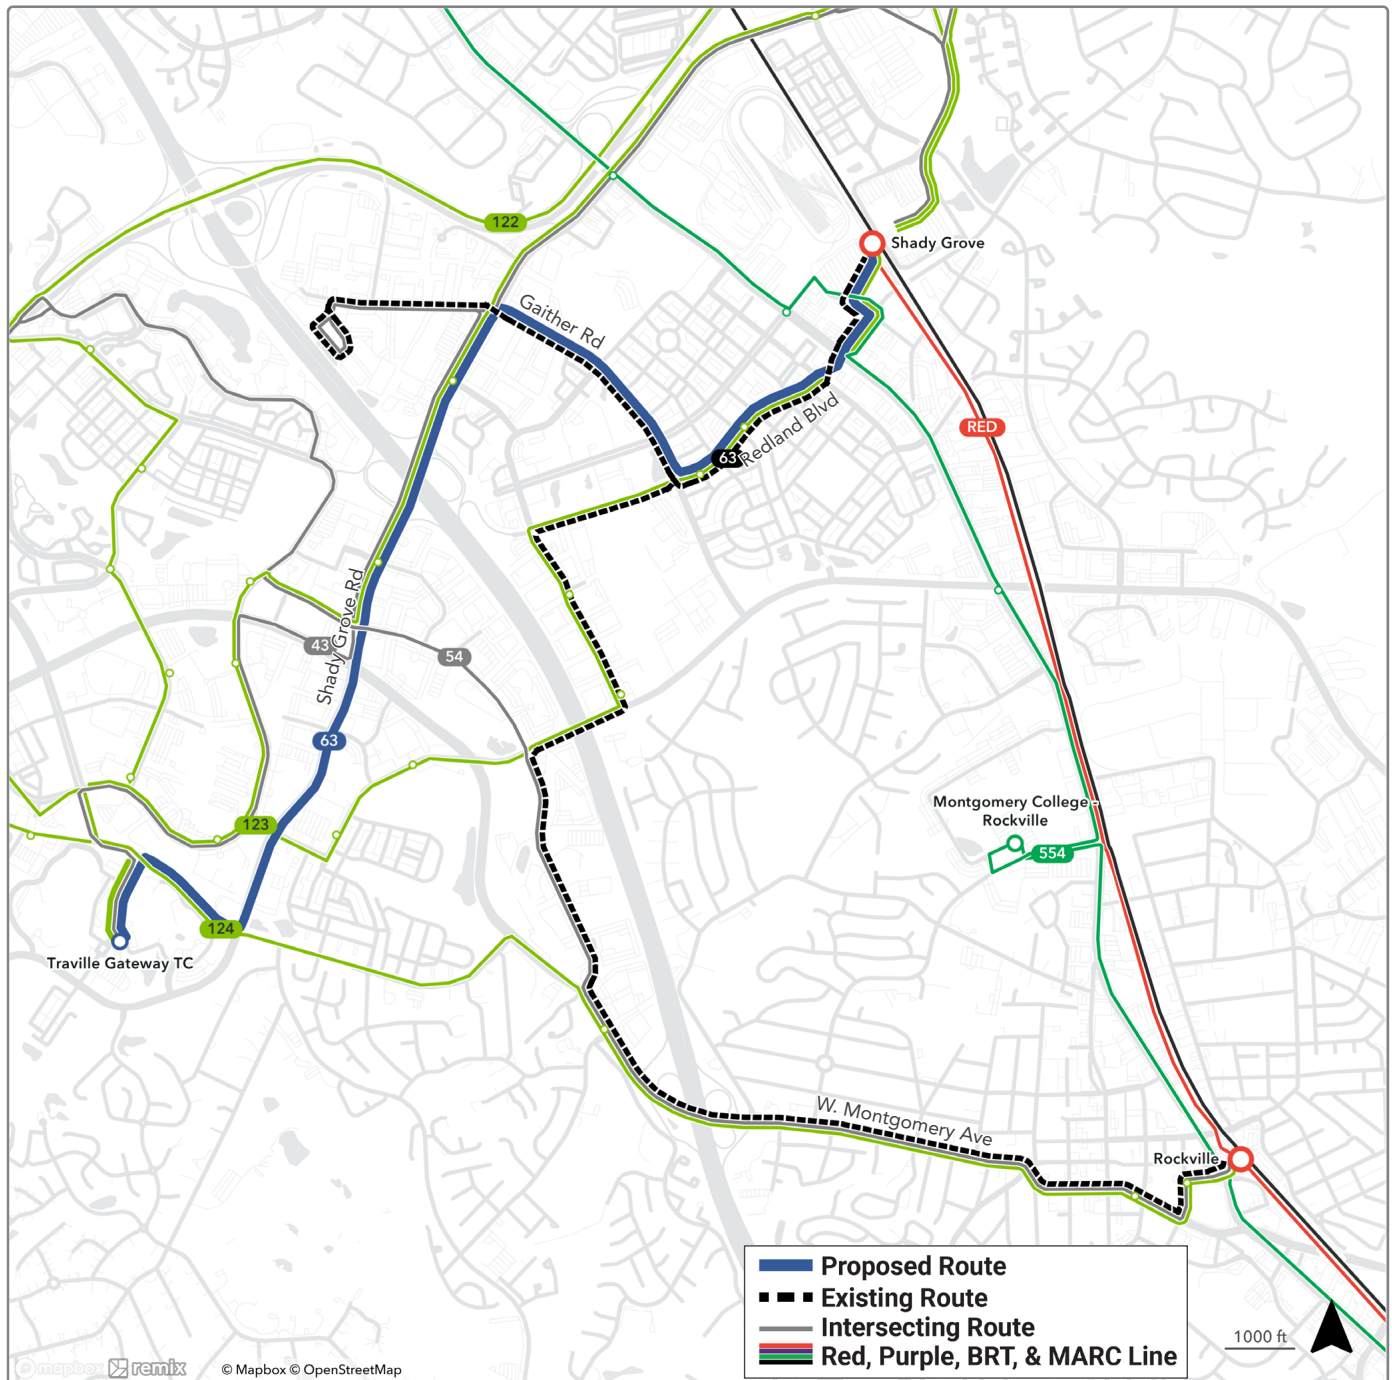 122
Shady Grove
Gaither Rd
RED
Redland Blvd
63
Shady Grove Rd
43
54
63
Montgomery College -
Rockville
554
123
124
Traville Gateway TC
W. Montgomery Ave
Rockville
Proposed Route
Existing Route
Intersecting Route
Red, Purple, BRT, & MARC Line
1000 ft
mapbox remix
© Mapbox © OpenStreetMap